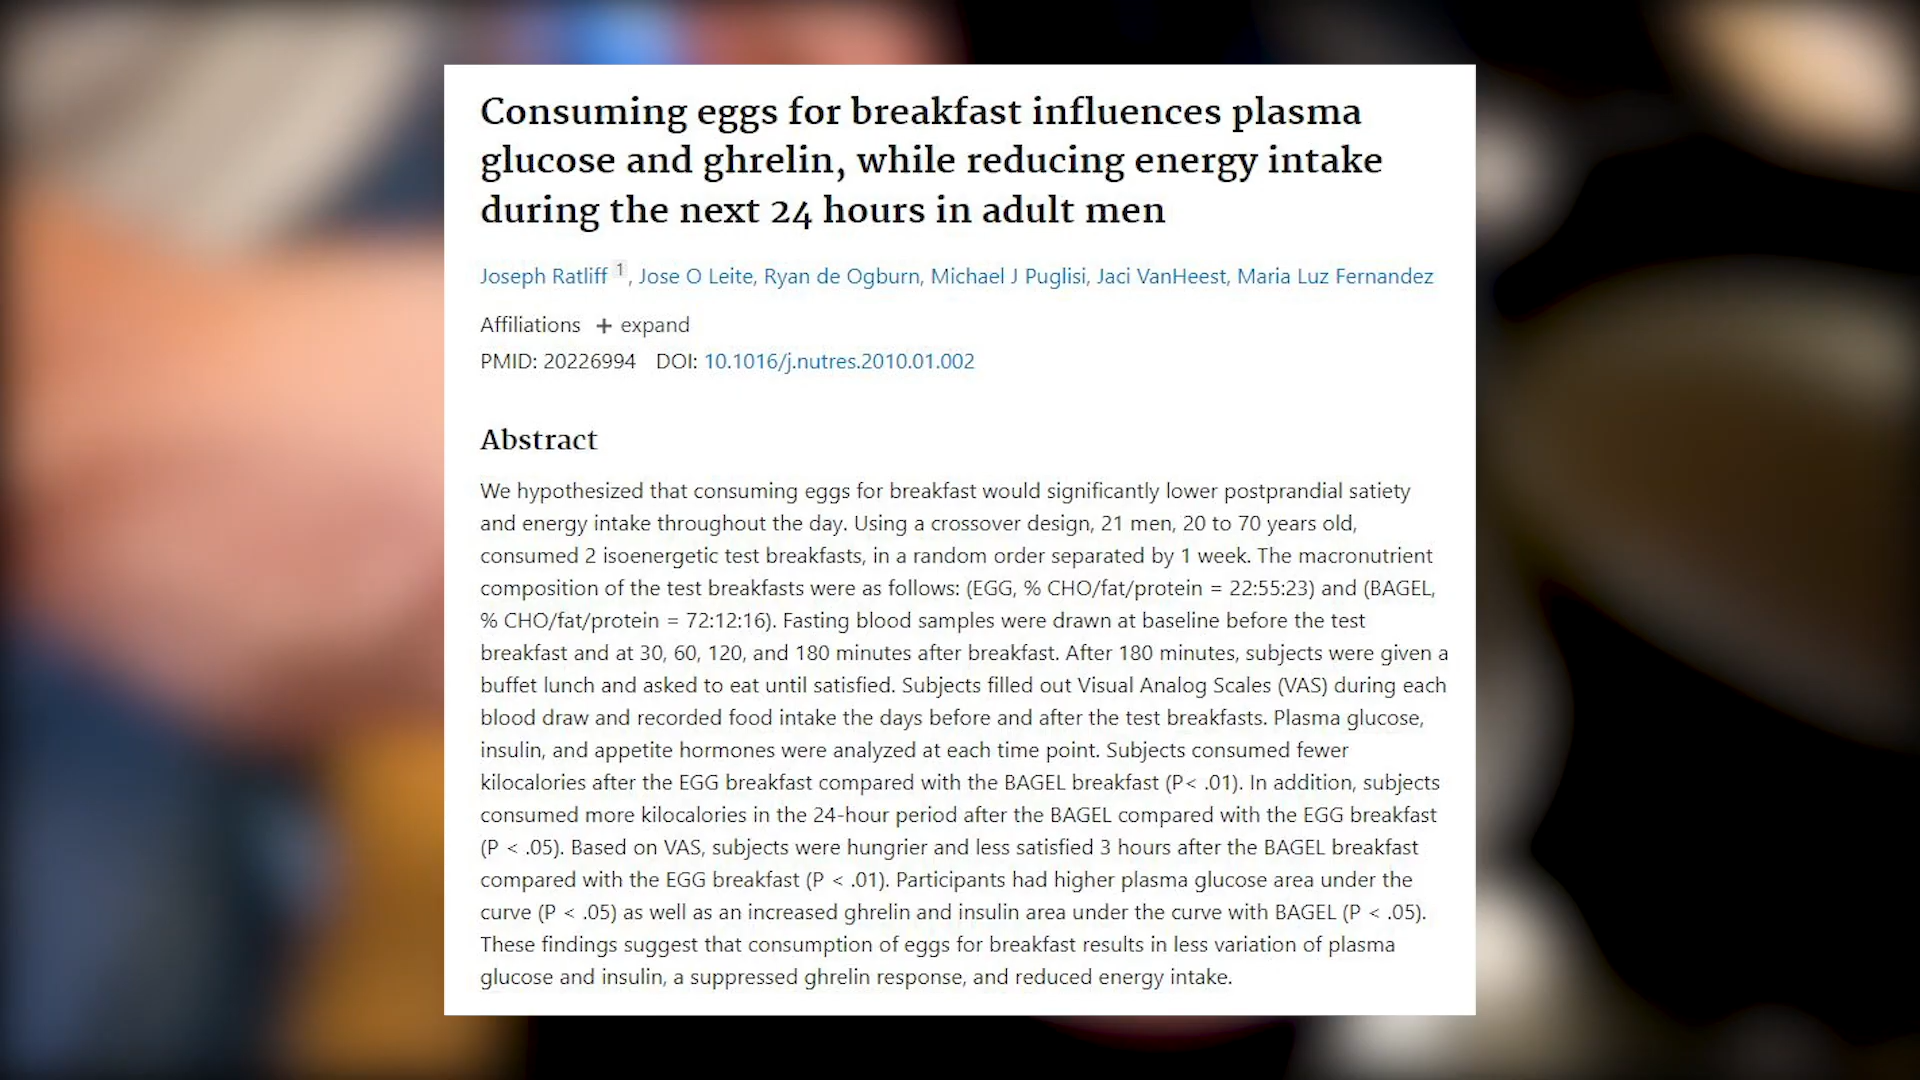 Consuming eggs for breakfast influences plasma
glucose and ghrelin, while reducing energy intake
during the next 24 hours in adult men
Joseph Ratliff 1 , Jose O Leite, Ryan de Ogburn, Michael J Puglisi, Jaci VanHeest, Maria Luz Fernandez
Affiliations + expand
PMID: 20226994 DOI: 10.1016/j.nutres.2010.01.002
Abstract
We hypothesized that consuming eggs for breakfast would significantly lower postprandial satiety
and energy intake throughout the day. Using a crossover design, 21 men, 20 to 70 years old,
consumed 2 isoenergetic test breakfasts, in a random order separated by 1 week. The macronutrient
composition of the test breakfasts were as follows: (EGG, % CHO/fat/protein = 22:55:23) and (BAGEL,
% CHO/fat/protein = 72:12:16). Fasting blood samples were drawn at baseline before the test
breakfast and at 30, 60, 120, and 180 minutes after breakfast. After 180 minutes, subjects were given a
buffet lunch and asked to eat until satisfied. Subjects filled out Visual Analog Scales (VAS) during each
blood draw and recorded food intake the days before and after the test breakfasts. Plasma glucose,
insulin, and appetite hormones were analyzed at each time point. Subjects consumed fewer
kilocalories after the EGG breakfast compared with the BAGEL breakfast (P< .01). In addition, subjects
consumed more kilocalories in the 24-hour period after the BAGEL compared with the EGG breakfast
(P < .05). Based on VAS, subjects were hungrier and less satisfied 3 hours after the BAGEL breakfast
compared with the EGG breakfast (P < .01). Participants had higher plasma glucose area under the
curve (P < .05) as well as an increased ghrelin and insulin area under the curve with BAGEL (P < .05).
These findings suggest that consumption of eggs for breakfast results in less variation of plasma
glucose and insulin, a suppressed ghrelin response, and reduced energy intake.